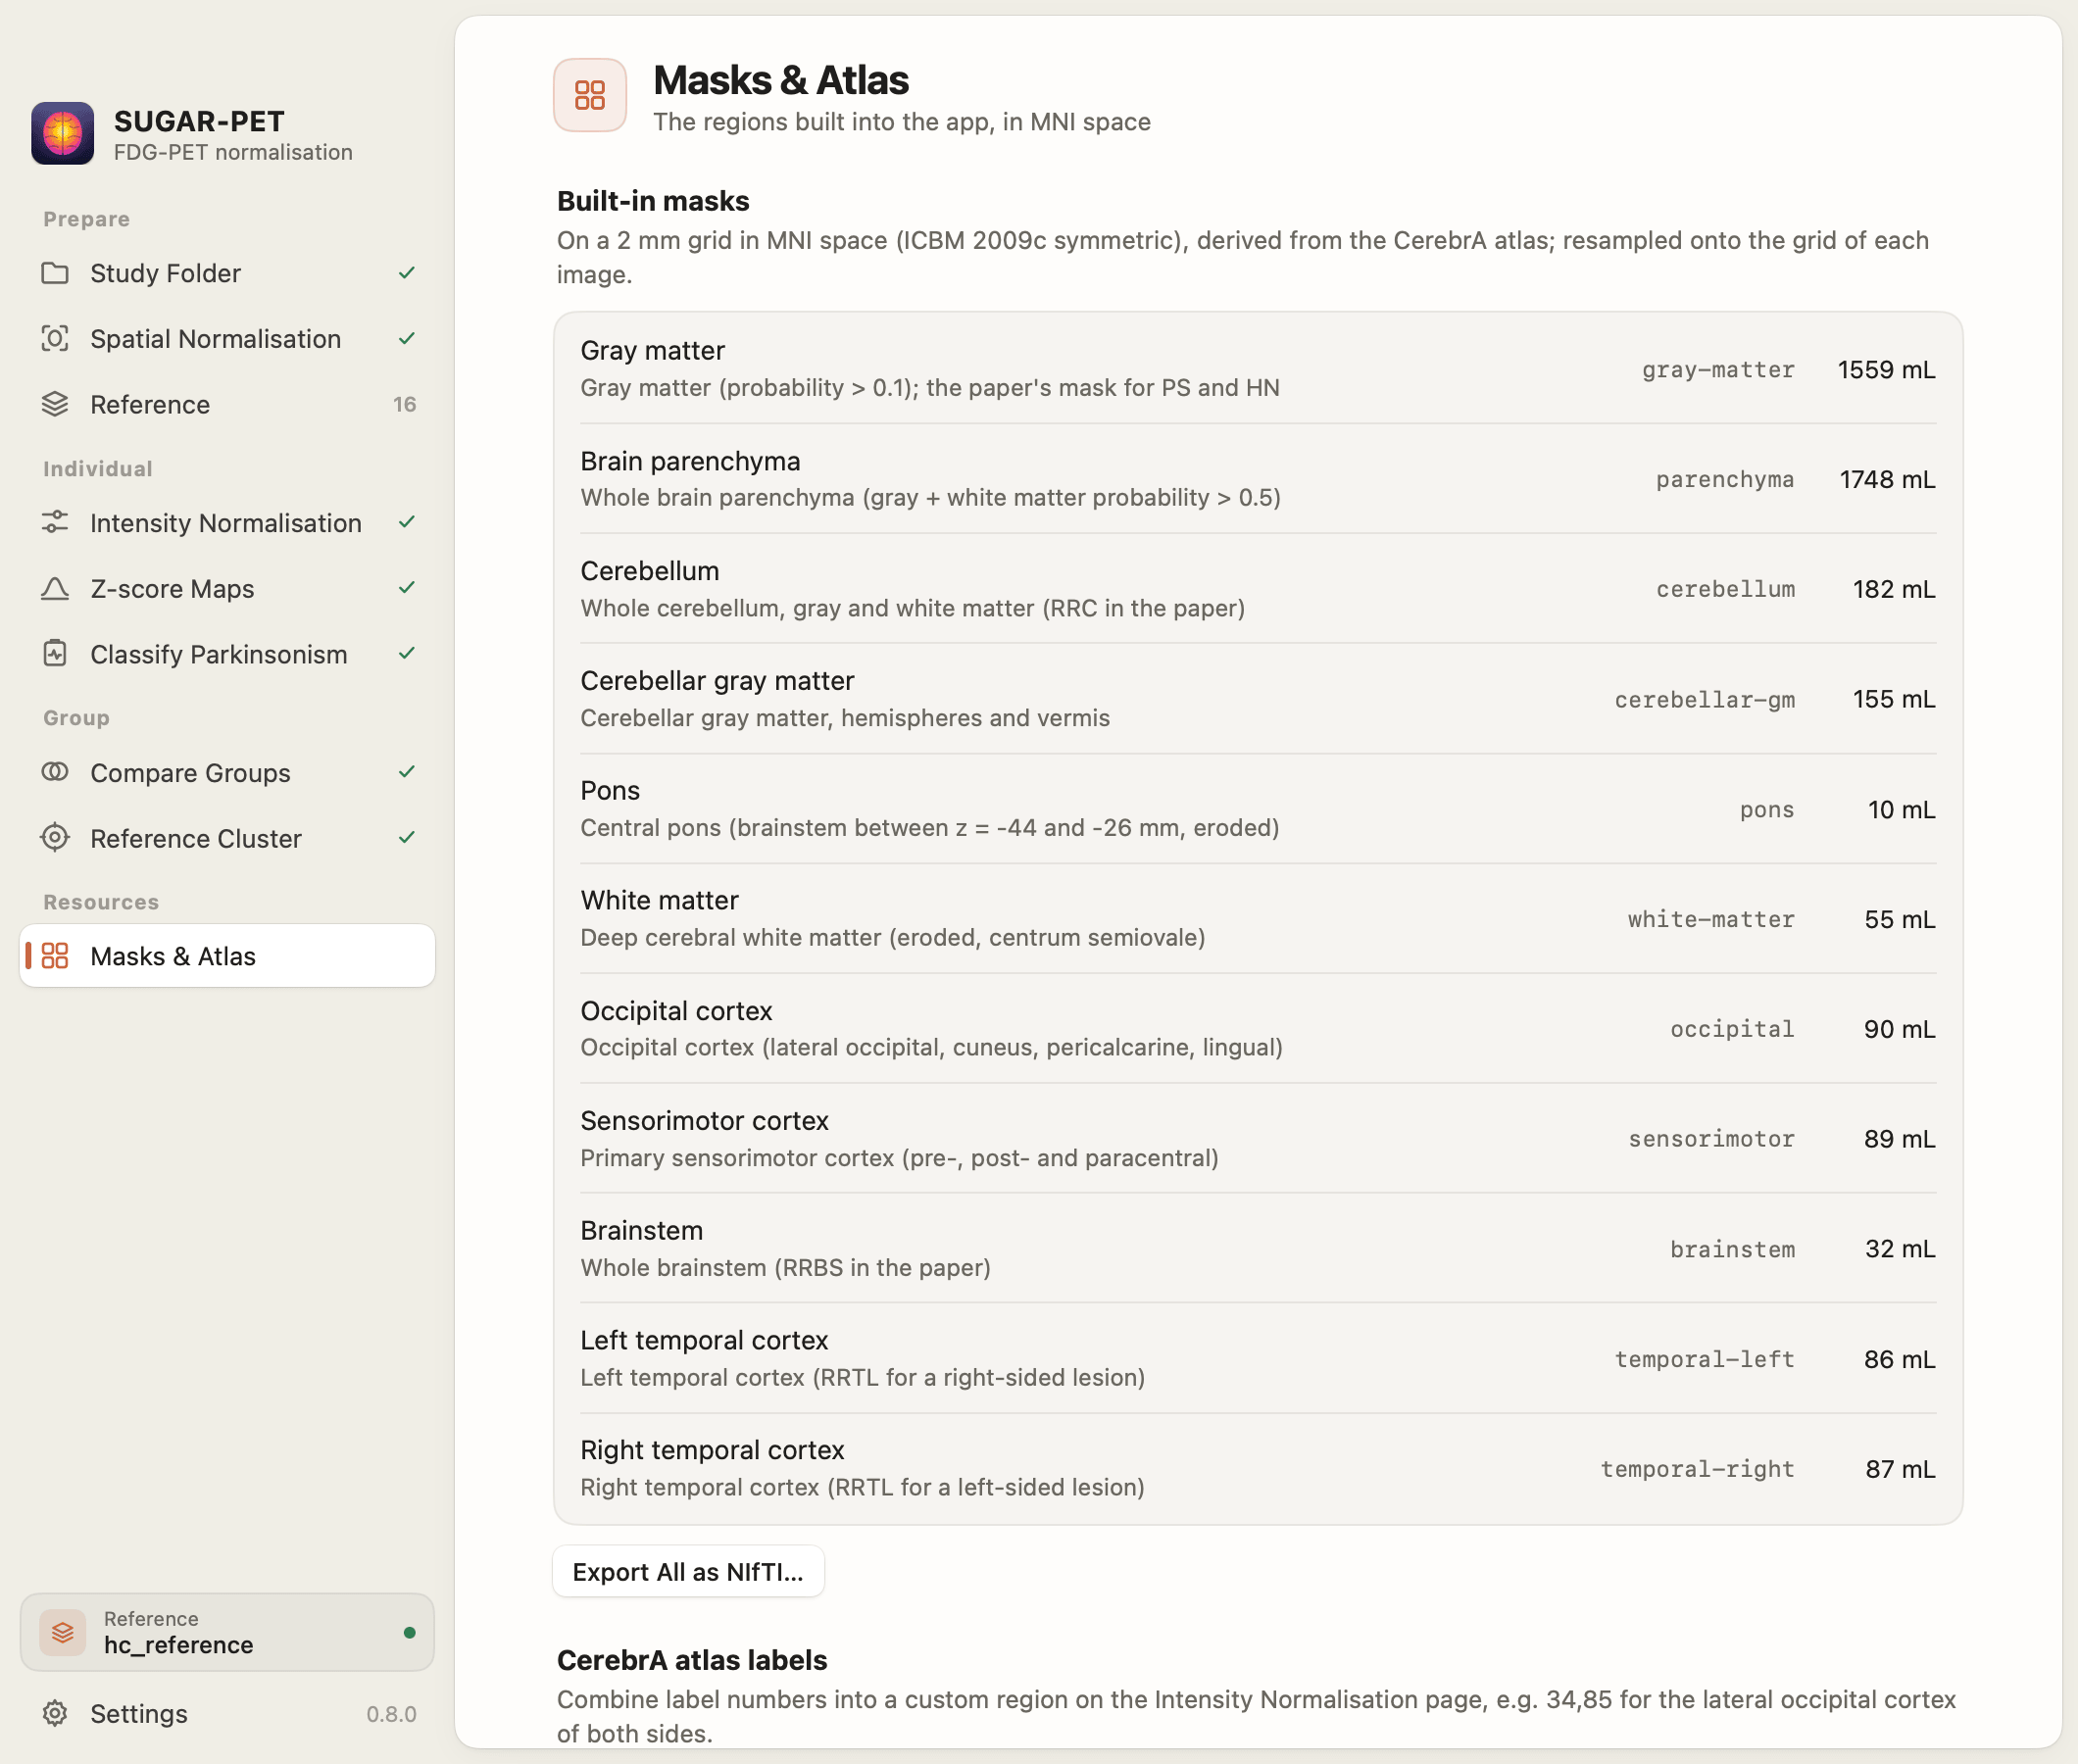 SUGAR-PET
FDG-PET normalisation
Prepare
Study Folder
Spatial Normalisation
Reference 16
Individual
Intensity Normalisation
Z-score Maps
Classify Parkinsonism
Group
Compare Groups
Reference Cluster
Resources
Masks & Atlas
Reference
hc_reference
Settings 0.8.0
Masks & Atlas
The regions built into the app, in MNI space
Built-in masks
On a 2 mm grid in MNI space (ICBM 2009c symmetric), derived from the CerebrA atlas; resampled onto the grid of each
image.
Gray matter
Gray matter (probability > 0.1); the paper's mask for PS and HN
gray-matter 1559 mL
Brain parenchyma
Whole brain parenchyma (gray + white matter probability > 0.5)
parenchyma 1748 mL
Cerebellum
Whole cerebellum, gray and white matter (RRC in the paper)
cerebellum 182 mL
Cerebellar gray matter
Cerebellar gray matter, hemispheres and vermis
cerebellar-gm 155 mL
Pons
Central pons (brainstem between z = -44 and -26 mm, eroded)
pons 10 mL
White matter
Deep cerebral white matter (eroded, centrum semiovale)
white-matter 55 mL
Occipital cortex
Occipital cortex (lateral occipital, cuneus, pericalcarine, lingual)
occipital 90 mL
Sensorimotor cortex
Primary sensorimotor cortex (pre-, post- and paracentral)
sensorimotor 89 mL
Brainstem
Whole brainstem (RRBS in the paper)
brainstem 32 mL
Left temporal cortex
Left temporal cortex (RRTL for a right-sided lesion)
temporal-left 86 mL
Right temporal cortex
Right temporal cortex (RRTL for a left-sided lesion)
temporal-right 87 mL
Export All as NIfTI...
CerebrA atlas labels
Combine label numbers into a custom region on the Intensity Normalisation page, e.g. 34,85 for the lateral occipital cortex
of both sides.